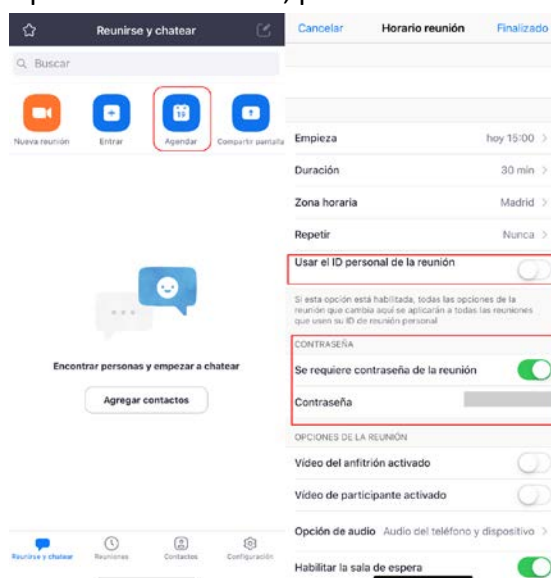 Reunirse y chatear
Buscar
Nueva reunión
Entrar
19
Agendar
Compartir pantalla
Encontrar personas y empezar a chatear
Agregar contactos
Reunirse y chatear
Reuniones
Contactos
Configuración
Cancelar
Horario reunión
Finalizado
Empieza hoy 15:00
Duración 30 min
Zona horaria Madrid
Repetir Nunca
Usar el ID personal de la reunión
Si esta opción está habilitada, todas las opciones de la
reunión que cambia aquí se aplicarán a todas las reuniones
que usen su ID de reunión personal
CONTRASEÑA
Se requiere contraseña de la reunión
Contraseña
OPCIONES DE LA REUNIÓN
Vídeo del anfitrión activado
Vídeo de participante activado
Opción de audio Audio del teléfono y dispositivo
Habilitar la sala de espera